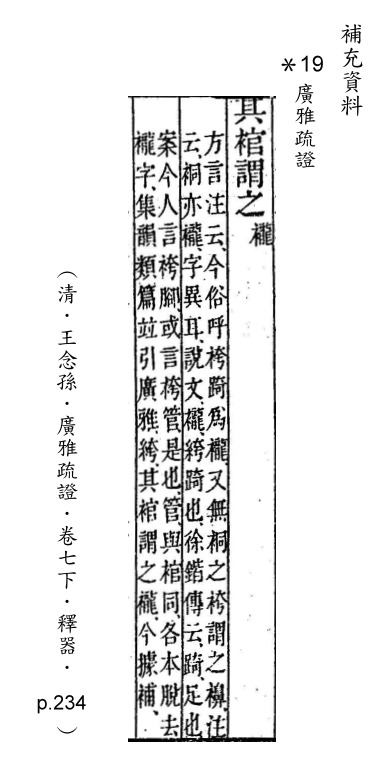 補充資料
*19
廣雅疏證
其䘾謂之襱
方言注云、今俗呼袴踦爲襱、又無𧙥之袴謂之襣、注
云、𧙥亦襱、字異耳、說文、襱、絝踦也、徐鍇傳云、踦、足也、
案今人言袴腳、或言袴管是也、管與䘾同、各本脫去
襱字、集韻類篇竝引廣雅、絝、其䘾謂之襱、今據補、
(清.王念孫.廣雅疏證.卷七下.釋器.p.234)